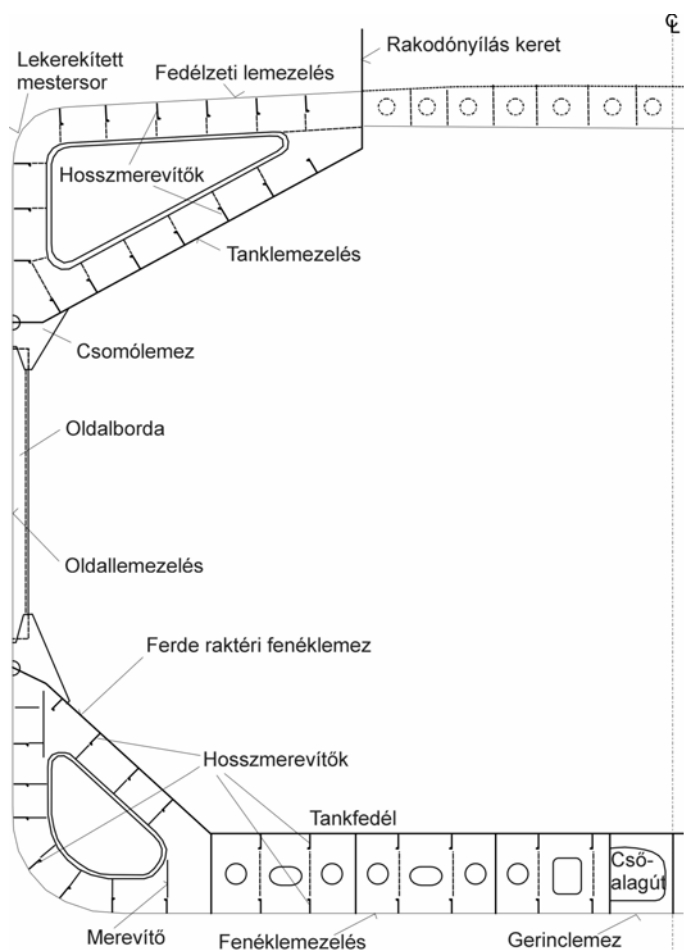 ℄
Rakodónyílás keret
Lekerekített
mestersor
Fedélzeti lemezelés
Hosszmerevítők
Tanklemezelés
Csomólemez
Oldalborda
Oldallemezelés
Ferde raktéri fenéklemez
Hosszmerevítők
Tankfedél
Cső-
alagút
Merevítő
Fenéklemezelés
Gerinclemez